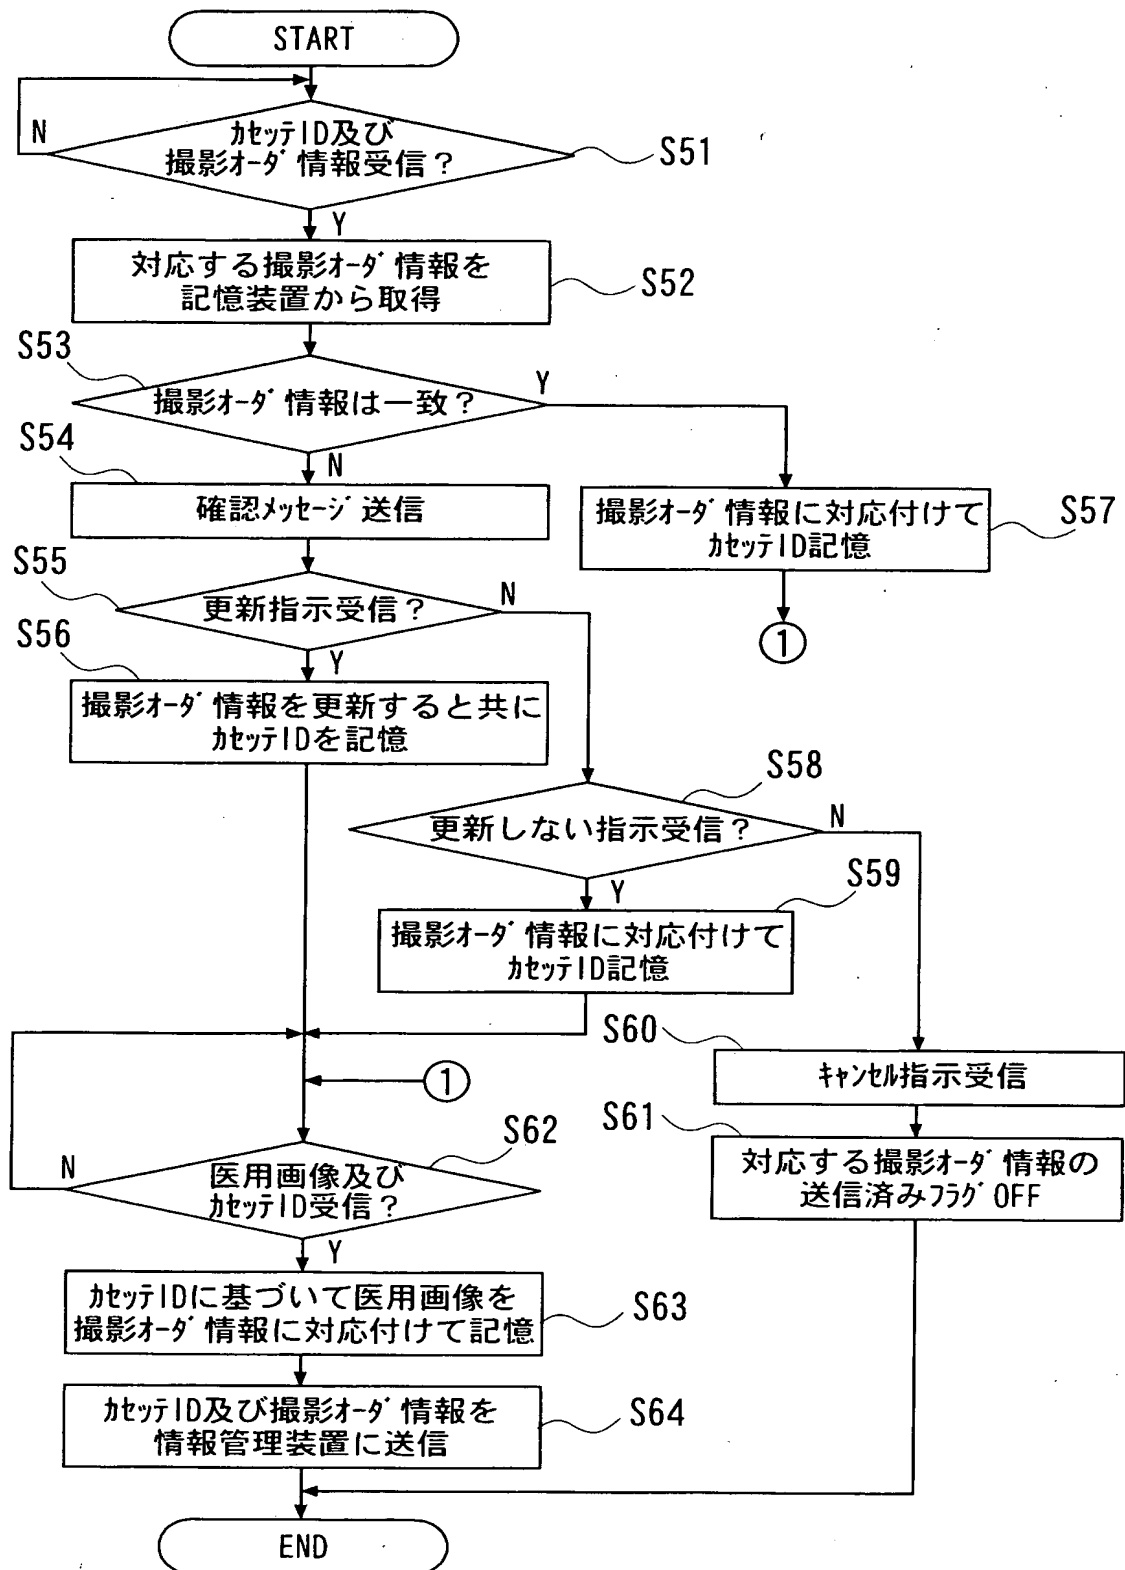 START
カセッテID及び
撮影オーダ情報受信?
N
S51
Y
対応する撮影オーダ情報を
記憶装置から取得
S52
S53
撮影オーダ情報は一致?
Y
S54
N
確認メッセージ送信
撮影オーダ情報に対応付けて
カセッテID記憶
S57
S55
更新指示受信?
N
①
S56
Y
撮影オーダ情報を更新すると共に
カセッテIDを記憶
S58
更新しない指示受信?
N
Y
S59
撮影オーダ情報に対応付けて
カセッテID記憶
S60
キャンセル指示受信
①
S61
対応する撮影オーダ情報の
送信済みフラグOFF
S62
N
医用画像及び
カセッテID受信?
Y
カセッテIDに基づいて医用画像を
撮影オーダ情報に対応付けて記憶
S63
カセッテID及び撮影オーダ情報を
情報管理装置に送信
S64
END